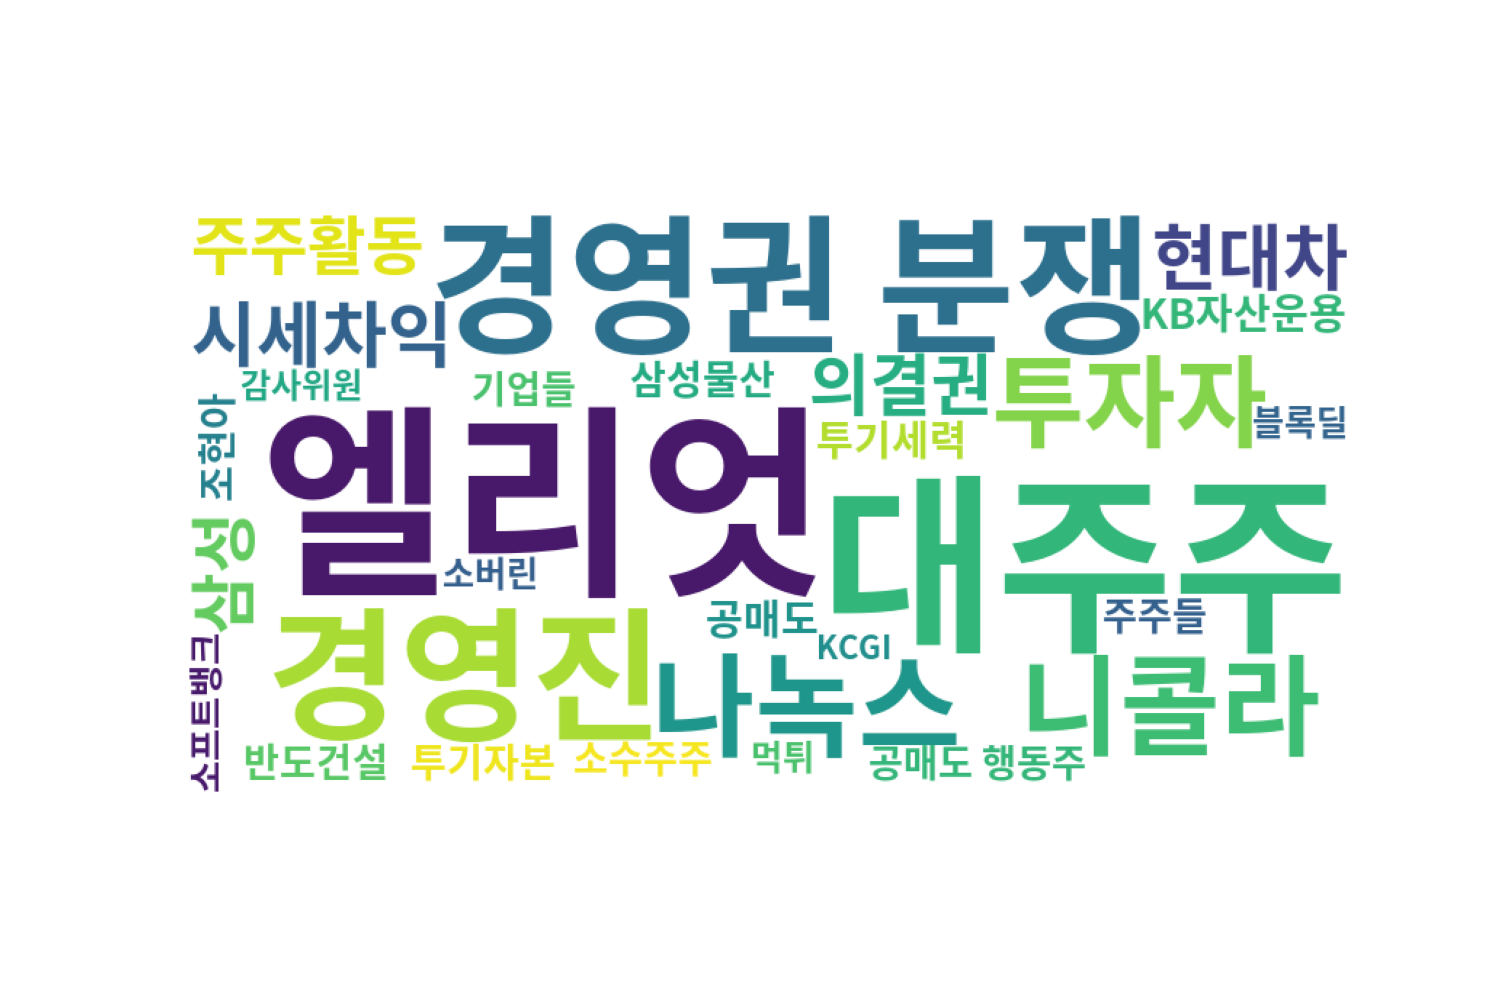 주주활동
경영권 분쟁
현대차
시세차익
KB자산운용
감사위원
기업들
삼성물산
의결권
투자자
블록딜
조현아
엘리엇
투기세력
대주주
삼성
소버린
경영진
공매도
주주들
KCGI
소프트뱅크
나녹스
니콜라
반도건설
투기자본
소수주주
먹튀
공매도 행동주